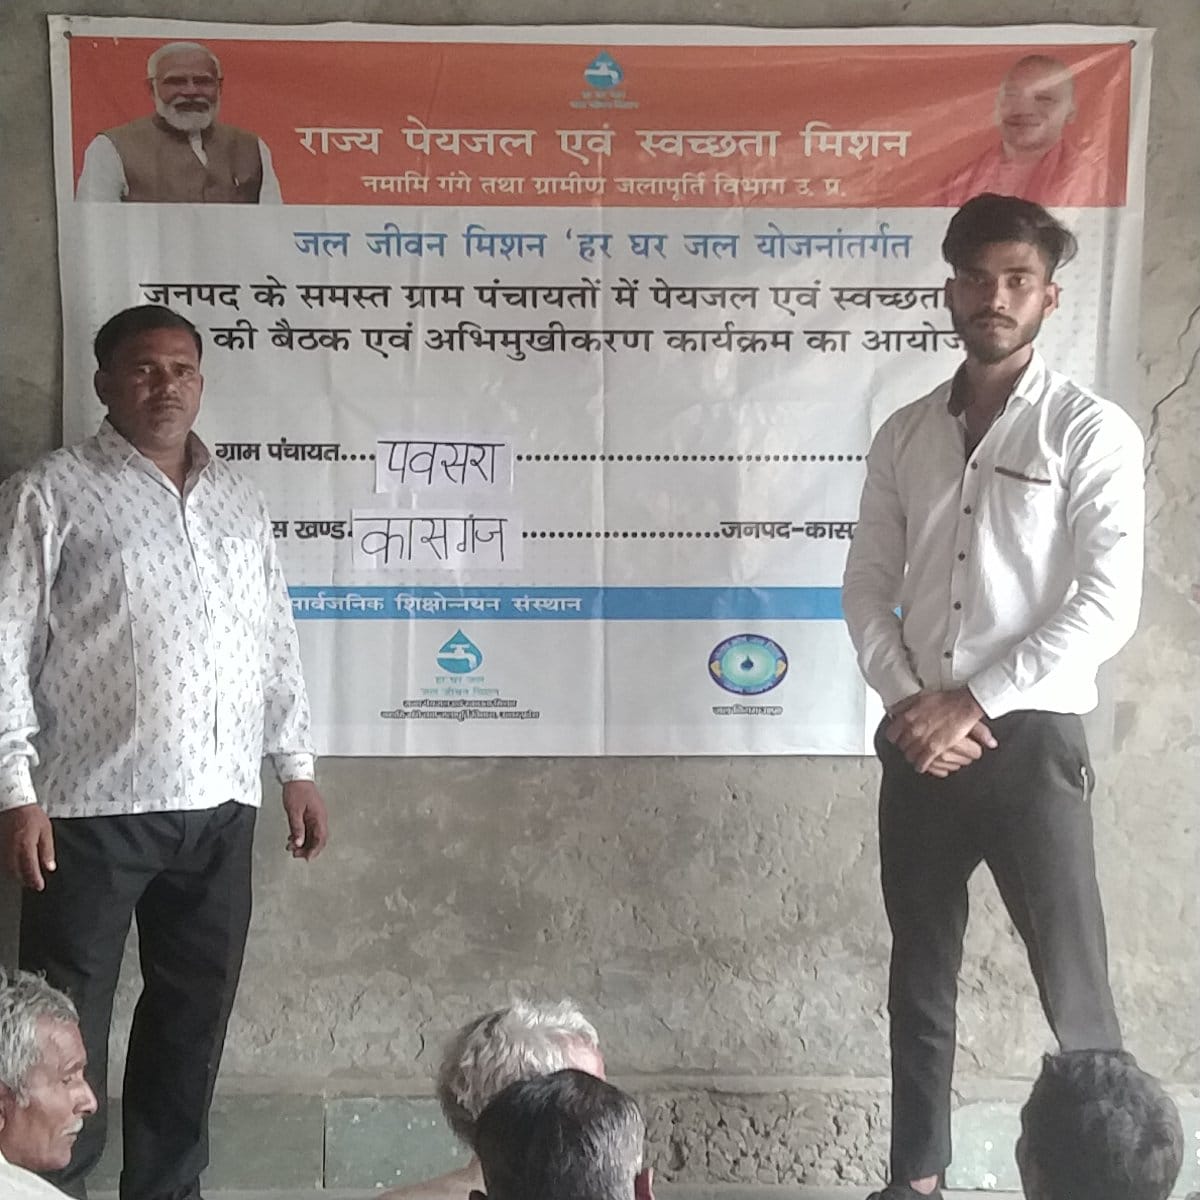 राज्य पेयजल एवं स्वच्छता मिशन
नमामि गंगे तथा ग्रामीण जलापूर्ति विभाग उ. प्र.
जल जीवन मिशन 'हर घर जल योजनांतर्गत
जनपद के समस्त ग्राम पंचायतों में पेयजल एवं स्वच्छता
की बैठक एवं अभिमुखीकरण कार्यक्रम का
ग्राम पंचायत.... पवसरा ........................................
खण्ड. कासगंज ......................जनपद-कास
सार्वजनिक शिक्षोन्नयन संस्थान
हर घर जल
जल जीवन मिशन